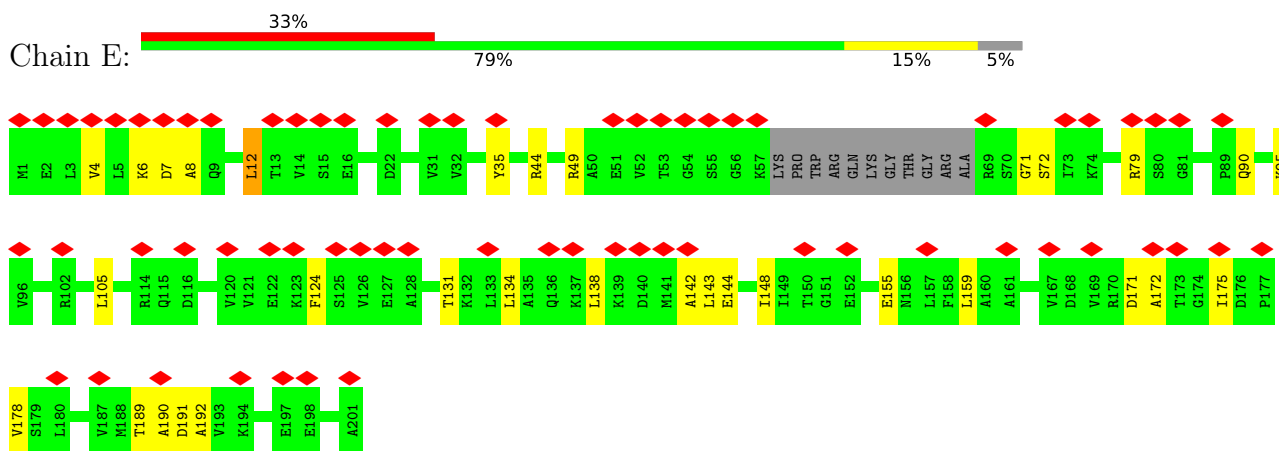 33%
Chain E:
79% 15% 5%
M1 E2 L3 V4 L5 K6 D7 A8 Q9 L12 T13 V14 S15 E16 D22 V31 V32 Y35 R44 R49 A50 E51 V52 T53 G54 S55 G56 K57 LYS PRO TRP ARG GLN LYS GLY THR GLY ARG ALA R69 S70 G71 S72 I73 K74 R79 S80 G81 P89 Q90
V96 R102 L105 R114 Q115 D116 V120 V121 E122 K123 F124 S125 V126 E127 A128 T131 K132 L133 L134 A135 Q136 K137 L138 K139 D140 M141 A142 L143 E144 I148 I149 T150 G151 E152 E155 N156 L157 F158 L159 A160 A161 V167 D168 V169 R170 D171 A172 T173 G174 I175 D176 P177
V178 S179 L180 V187 M188 T189 A190 D191 A192 V193 K194 E197 E198 A201